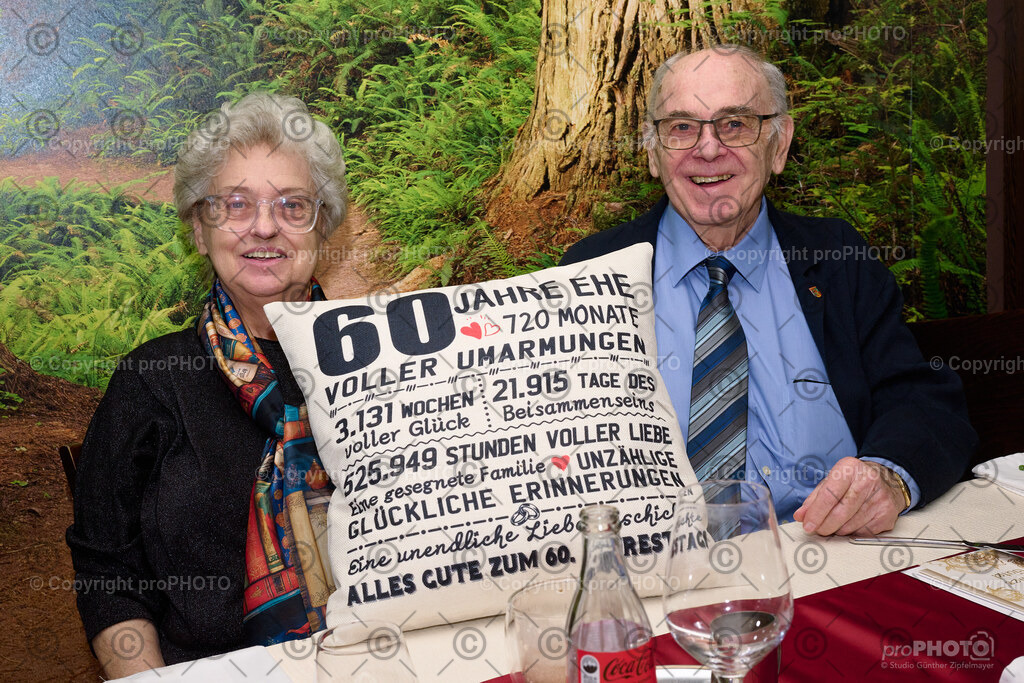 60 JAHRE EHE
720 MONATE
VOLLER UMARMUNGEN
3.131 WOCHEN
voller Glück
21.915 TAGE DES
Beisammenseins
525.949 STUNDEN VOLLER LIEBE
Eine gesegnete Familie UNZÄHLIGE
GLÜCKLICHE ERINNERUNGEN
Eine unendliche
ALLES GUTE ZUM 60.
Coca-Cola
Copyright proPHOTO
proPHOTO
© Studio Günther Zipfelmayer